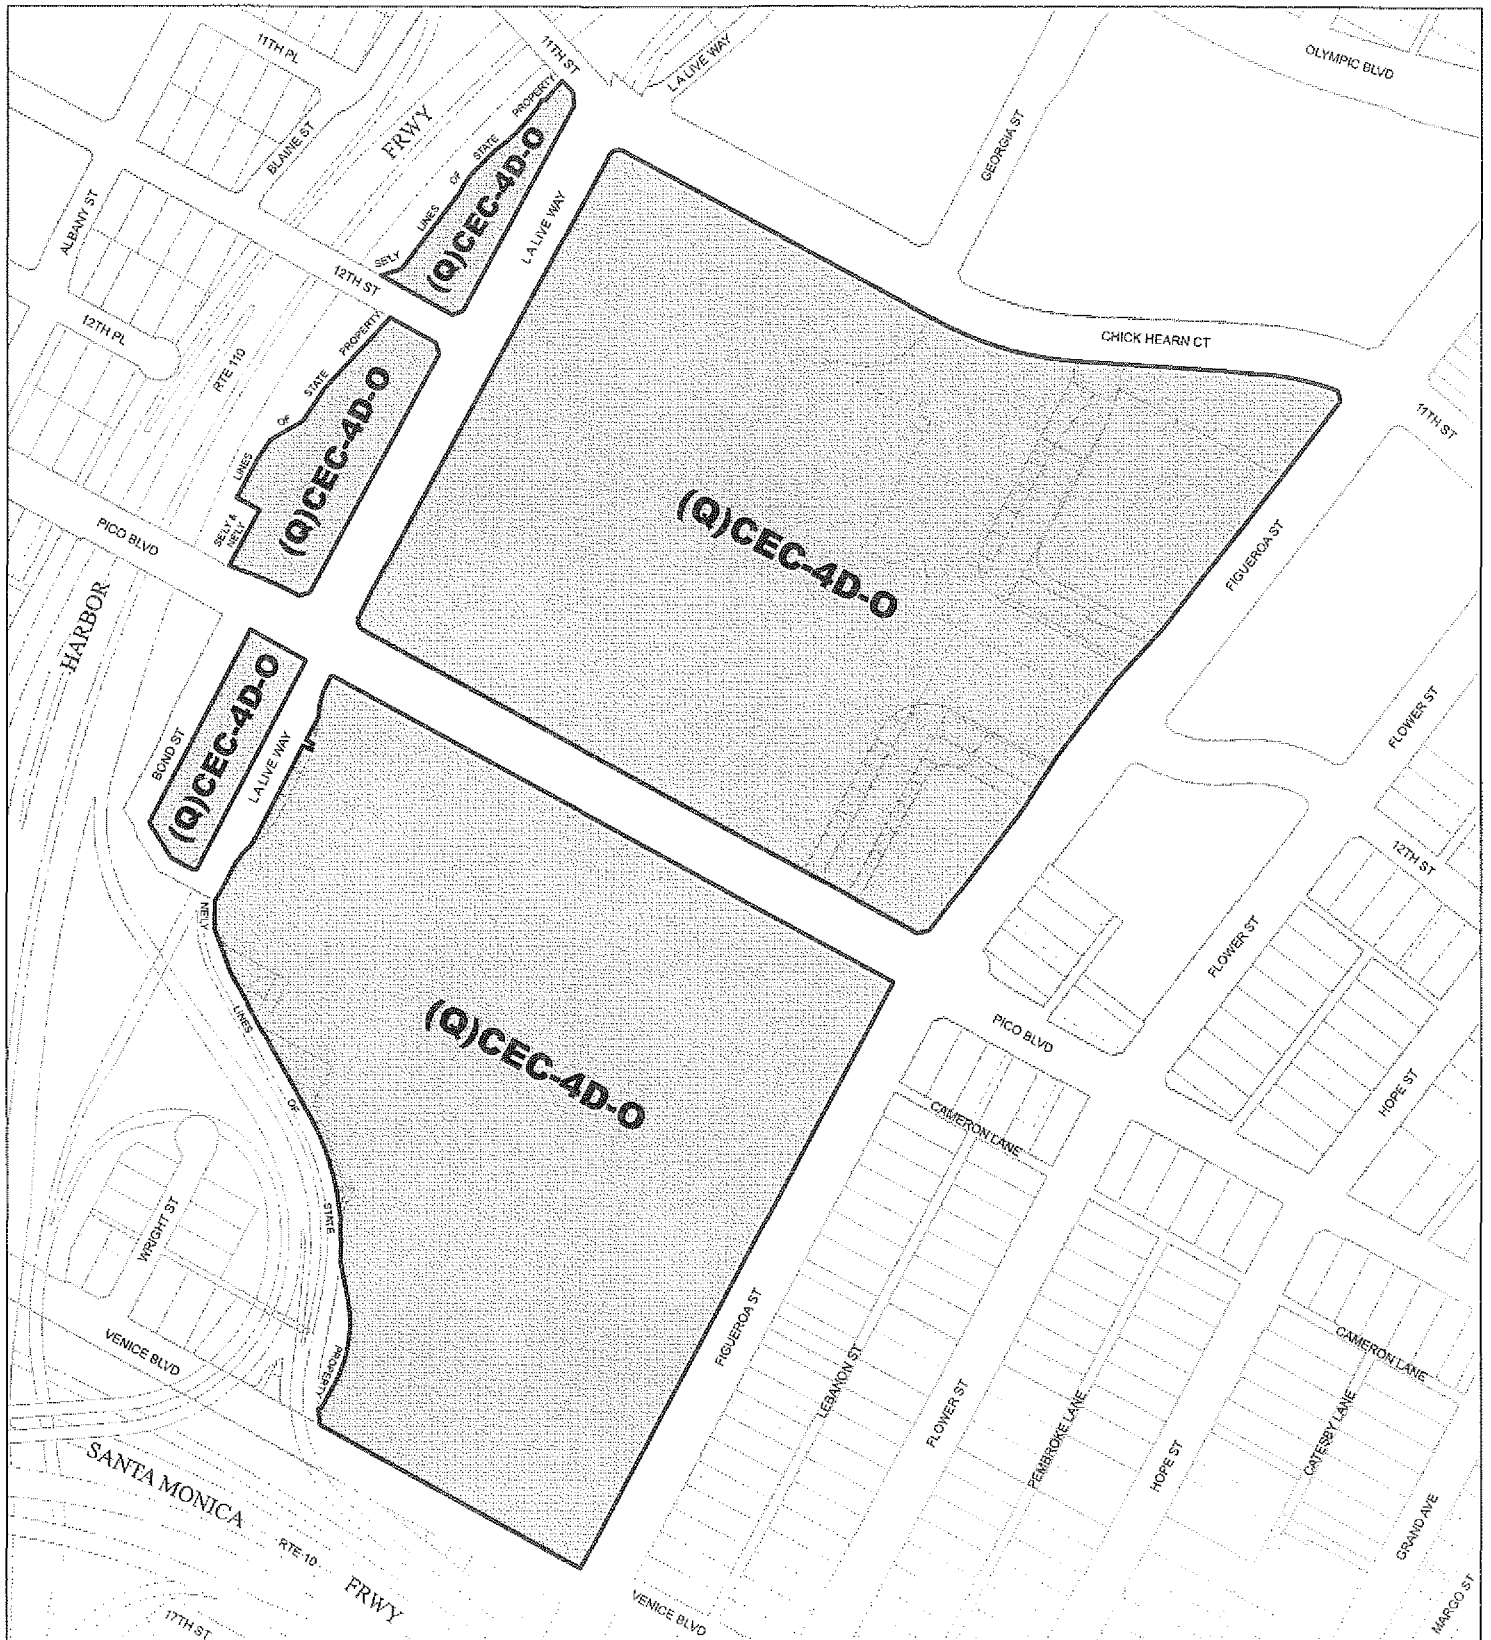 11TH PL
11TH ST
LA LIVE WAY
OLYMPIC BLVD
BLAINE ST
FRWY
GEORGIA ST
ALBANY ST
SELY LINES OF STATE PROPERTY
(Q)CEC-4D-O
LA LIVE WAY
12TH ST
12TH PL
RTE 110
CHICK HEARN CT
11TH ST
SELY & NELY LINES OF STATE PROPERTY
(Q)CEC-4D-O
(Q)CEC-4D-O
PICO BLVD
FIGUEROA ST
HARBOR
FLOWER ST
BOND ST
(Q)CEC-4D-O
LA LIVE WAY
12TH ST
NELY LINES OF STATE PROPERTY
FLOWER ST
(Q)CEC-4D-O
PICO BLVD
HOPE ST
CAMERON LANE
WRIGHT ST
VENICE BLVD
FIGUEROA ST
LEBANON ST
FLOWER ST
PEMBROKE LANE
HOPE ST
CATESBY LANE
CAMERON LANE
GRAND AVE
MARGO ST
SANTA MONICA
RTE 10
FRWY
17TH ST
VENICE BLVD